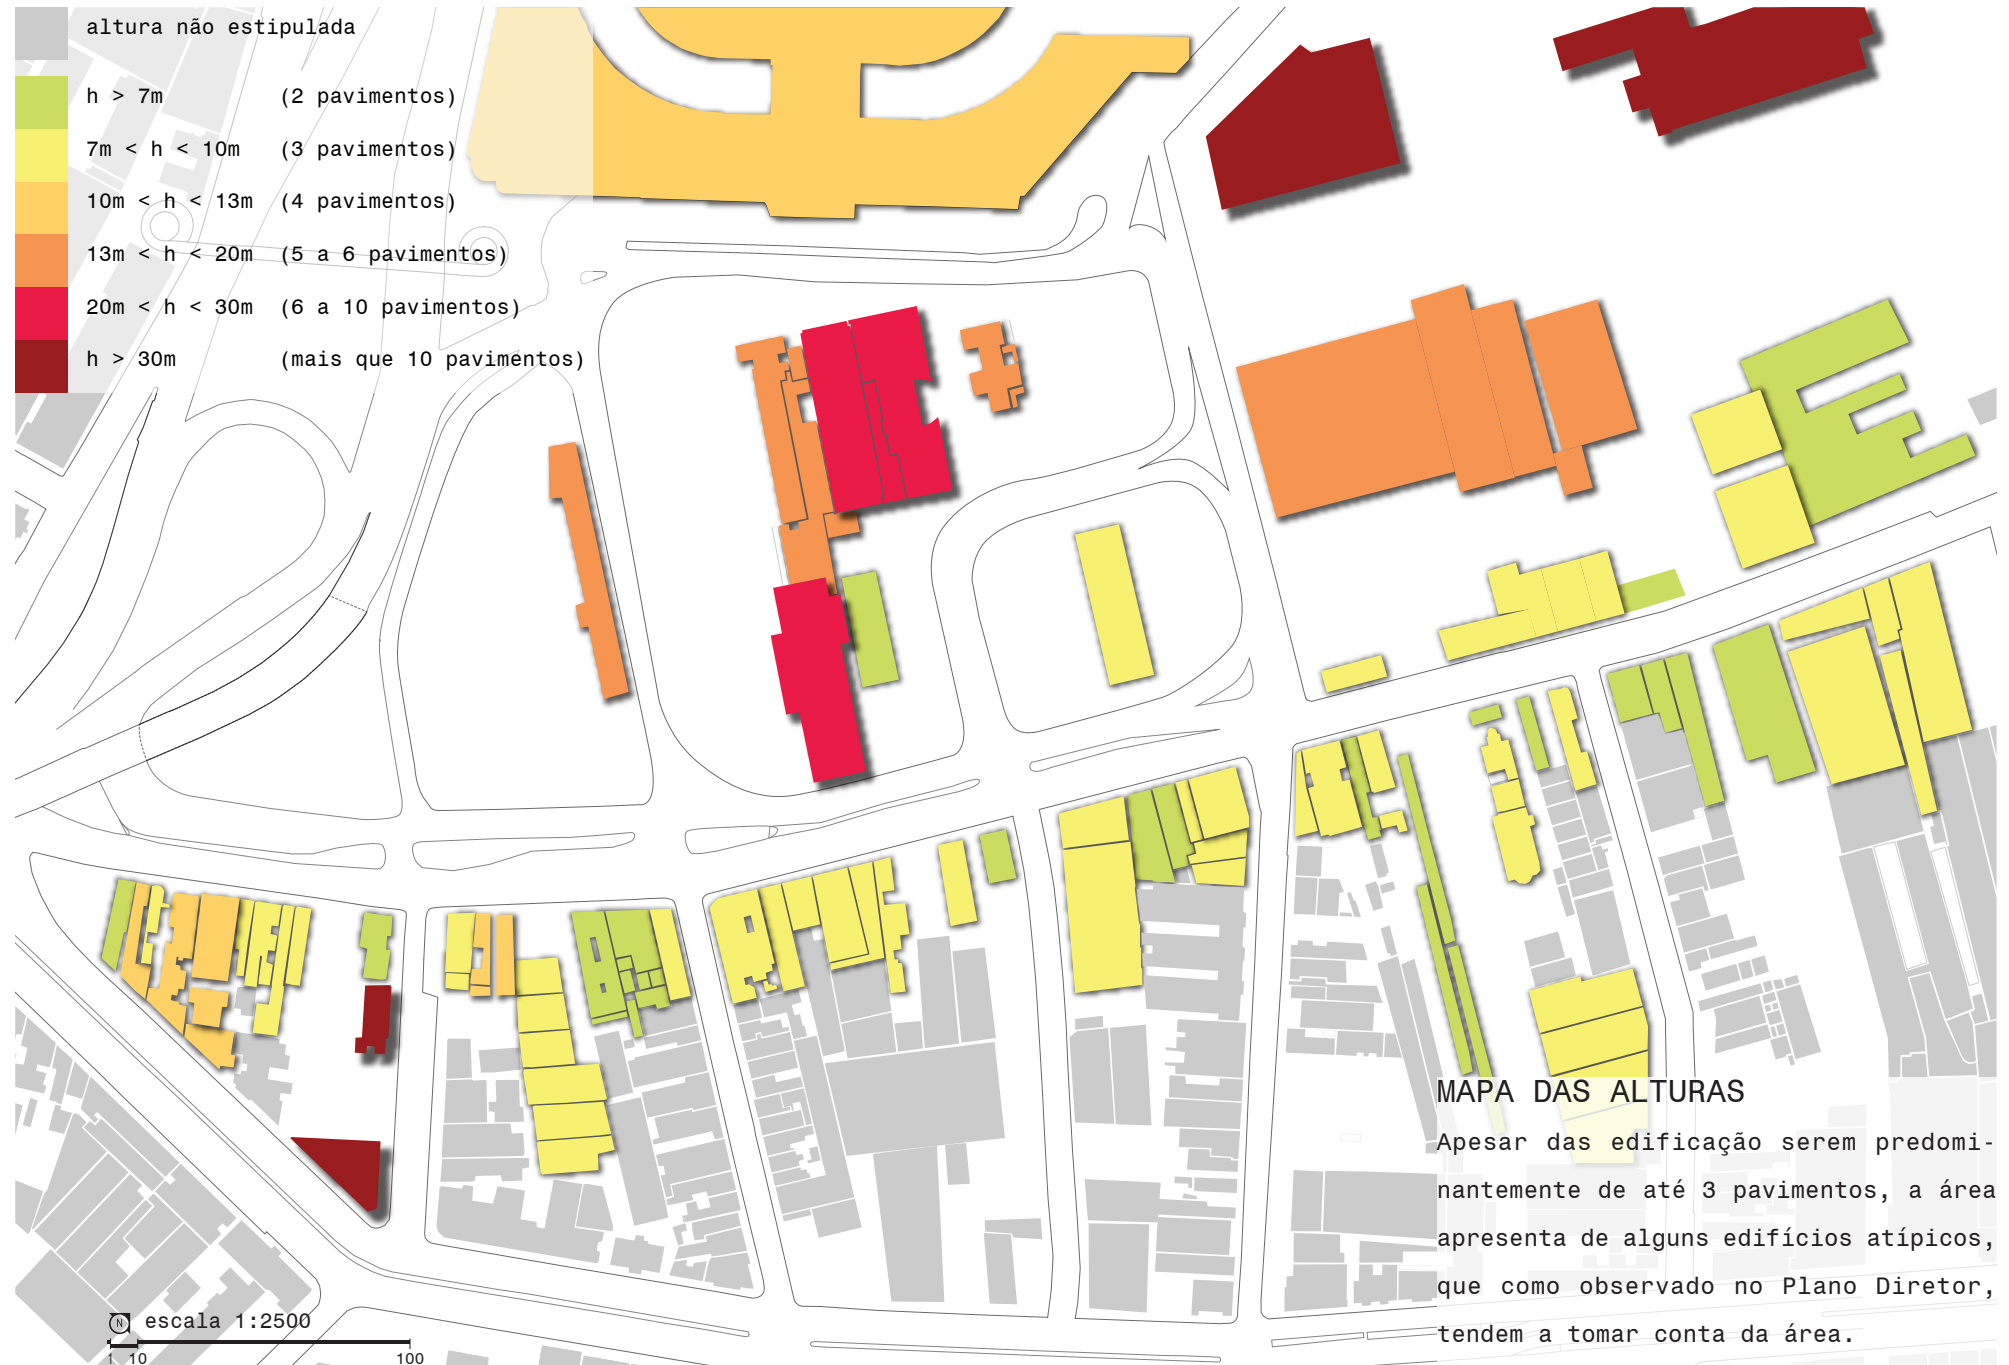 altura não estipulada
h > 7m (2 pavimentos)
7m < h < 10m (3 pavimentos)
10m < h < 13m (4 pavimentos)
13m < h < 20m (5 a 6 pavimentos)
20m < h < 30m (6 a 10 pavimentos)
h > 30m (mais que 10 pavimentos)
MAPA DAS ALTURAS
Apesar das edificação serem predomi-
nantemente de até 3 pavimentos, a área
apresenta de alguns edifícios atípicos,
que como observado no Plano Diretor,
tendem a tomar conta da área.
N escala 1:2500
1 10 100